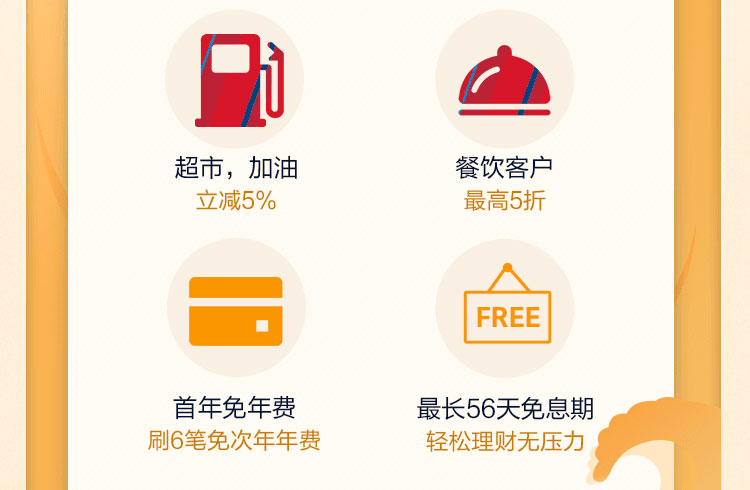 超市，加油
立减5%
餐饮客户
最高5折
首年免年费
刷6笔免次年年费
FREE
最长56天免息期
轻松理财无压力